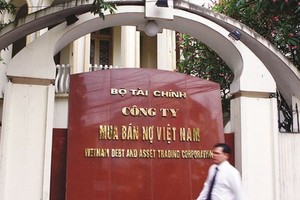 BỘ TÀI CHÍNH
CÔNG TY
MUA BÁN NỢ VIỆT NAM
VIETNAM DEBT AND ASSET TRADING CORPORATION